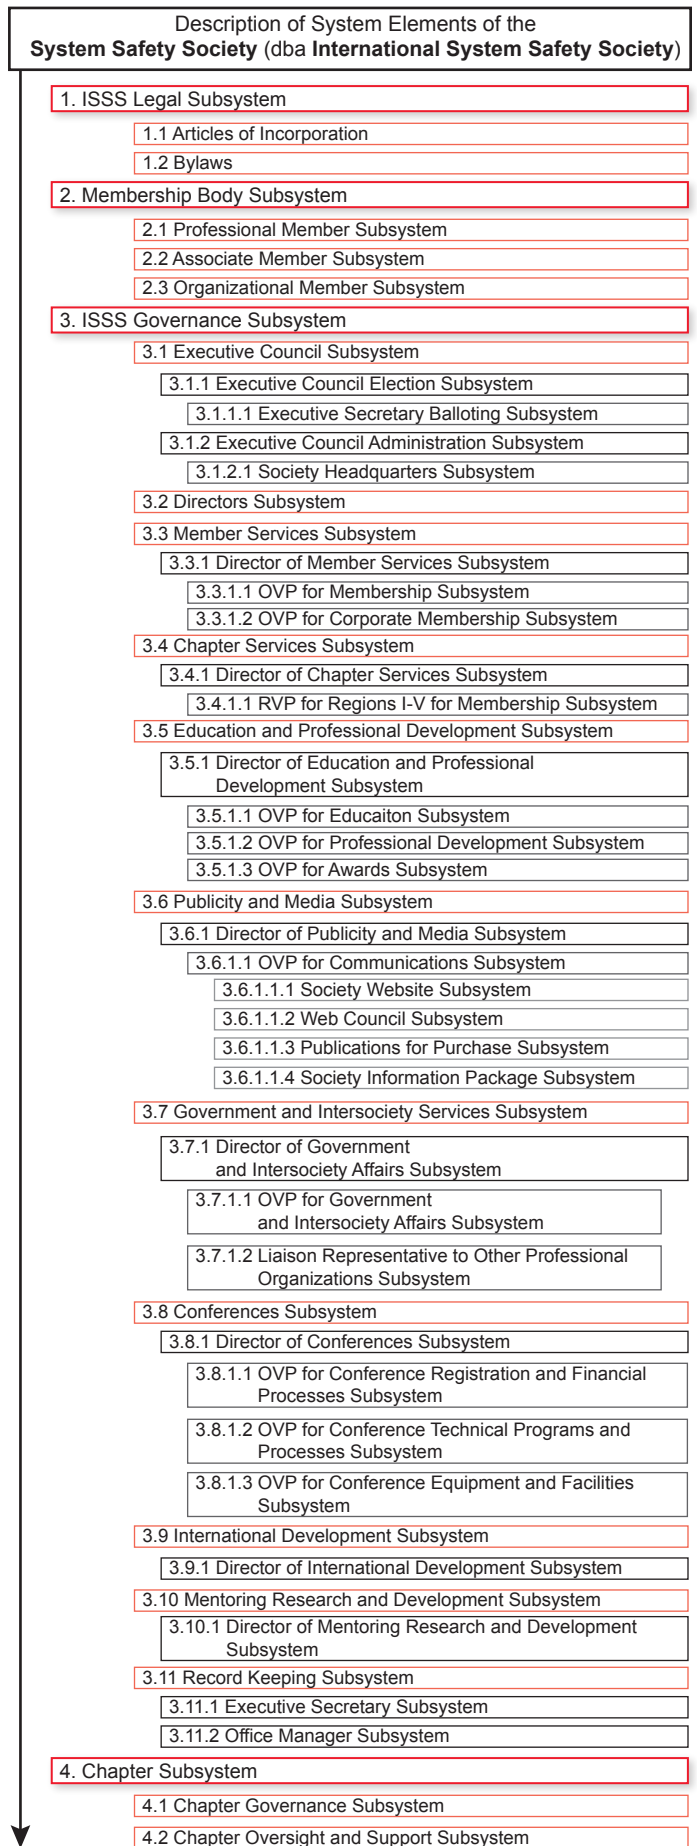 Description of System Elements of the
System Safety Society (dba International System Safety Society)
1. ISSS Legal Subsystem
1.1 Articles of Incorporation
1.2 Bylaws
2. Membership Body Subsystem
2.1 Professional Member Subsystem
2.2 Associate Member Subsystem
2.3 Organizational Member Subsystem
3. ISSS Governance Subsystem
3.1 Executive Council Subsystem
3.1.1 Executive Council Election Subsystem
3.1.1.1 Executive Secretary Balloting Subsystem
3.1.2 Executive Council Administration Subsystem
3.1.2.1 Society Headquarters Subsystem
3.2 Directors Subsystem
3.3 Member Services Subsystem
3.3.1 Director of Member Services Subsystem
3.3.1.1 OVP for Membership Subsystem
3.3.1.2 OVP for Corporate Membership Subsystem
3.4 Chapter Services Subsystem
3.4.1 Director of Chapter Services Subsystem
3.4.1.1 RVP for Regions I-V for Membership Subsystem
3.5 Education and Professional Development Subsystem
3.5.1 Director of Education and Professional
Development Subsystem
3.5.1.1 OVP for Educaiton Subsystem
3.5.1.2 OVP for Professional Development Subsystem
3.5.1.3 OVP for Awards Subsystem
3.6 Publicity and Media Subsystem
3.6.1 Director of Publicity and Media Subsystem
3.6.1.1 OVP for Communications Subsystem
3.6.1.1.1 Society Website Subsystem
3.6.1.1.2 Web Council Subsystem
3.6.1.1.3 Publications for Purchase Subsystem
3.6.1.1.4 Society Information Package Subsystem
3.7 Government and Intersociety Services Subsystem
3.7.1 Director of Government
and Intersociety Affairs Subsystem
3.7.1.1 OVP for Government
and Intersociety Affairs Subsystem
3.7.1.2 Liaison Representative to Other Professional
Organizations Subsystem
3.8 Conferences Subsystem
3.8.1 Director of Conferences Subsystem
3.8.1.1 OVP for Conference Registration and Financial
Processes Subsystem
3.8.1.2 OVP for Conference Technical Programs and
Processes Subsystem
3.8.1.3 OVP for Conference Equipment and Facilities
Subsystem
3.9 International Development Subsystem
3.9.1 Director of International Development Subsystem
3.10 Mentoring Research and Development Subsystem
3.10.1 Director of Mentoring Research and Development
Subsystem
3.11 Record Keeping Subsystem
3.11.1 Executive Secretary Subsystem
3.11.2 Office Manager Subsystem
4. Chapter Subsystem
4.1 Chapter Governance Subsystem
4.2 Chapter Oversight and Support Subsystem